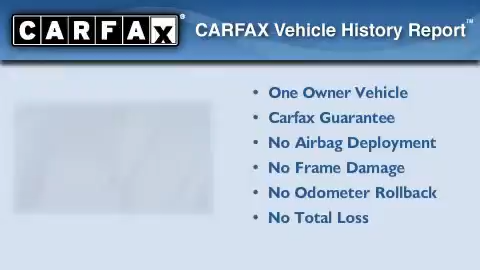 CARFAX® CARFAX Vehicle History Report™
• One Owner Vehicle
• Carfax Guarantee
• No Airbag Deployment
• No Frame Damage
• No Odometer Rollback
• No Total Loss